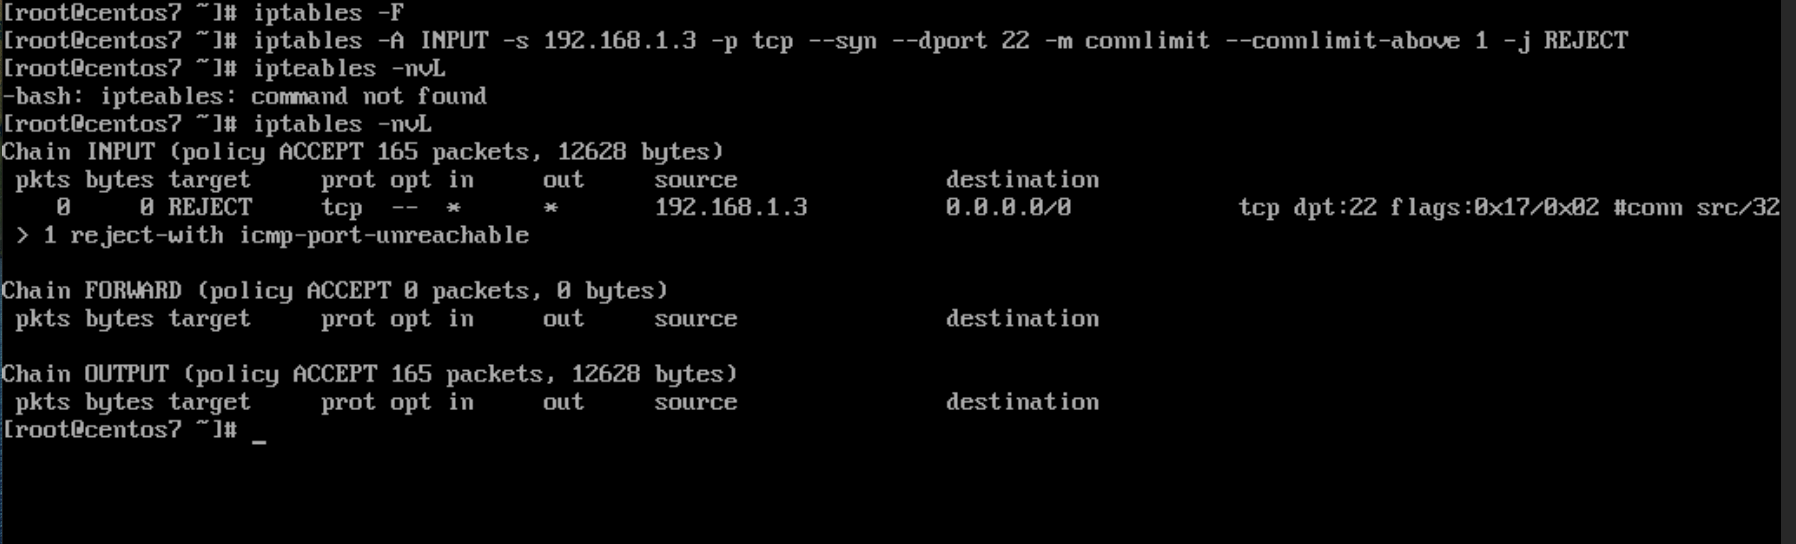 [root@centos7 ~]# iptables -F
[root@centos7 ~]# iptables -A INPUT -s 192.168.1.3 -p tcp --syn --dport 22 -m connlimit --connlimit-above 1 -j REJECT
[root@centos7 ~]# ipteables -nvL
-bash: ipteables: command not found
[root@centos7 ~]# iptables -nvL
Chain INPUT (policy ACCEPT 165 packets, 12628 bytes)
 pkts bytes target     prot opt in     out     source               destination
    0     0 REJECT     tcp  --  *      *       192.168.1.3          0.0.0.0/0            tcp dpt:22 flags:0x17/0x02 #conn src/32
 > 1 reject-with icmp-port-unreachable

Chain FORWARD (policy ACCEPT 0 packets, 0 bytes)
 pkts bytes target     prot opt in     out     source               destination

Chain OUTPUT (policy ACCEPT 165 packets, 12628 bytes)
 pkts bytes target     prot opt in     out     source               destination
[root@centos7 ~]# _